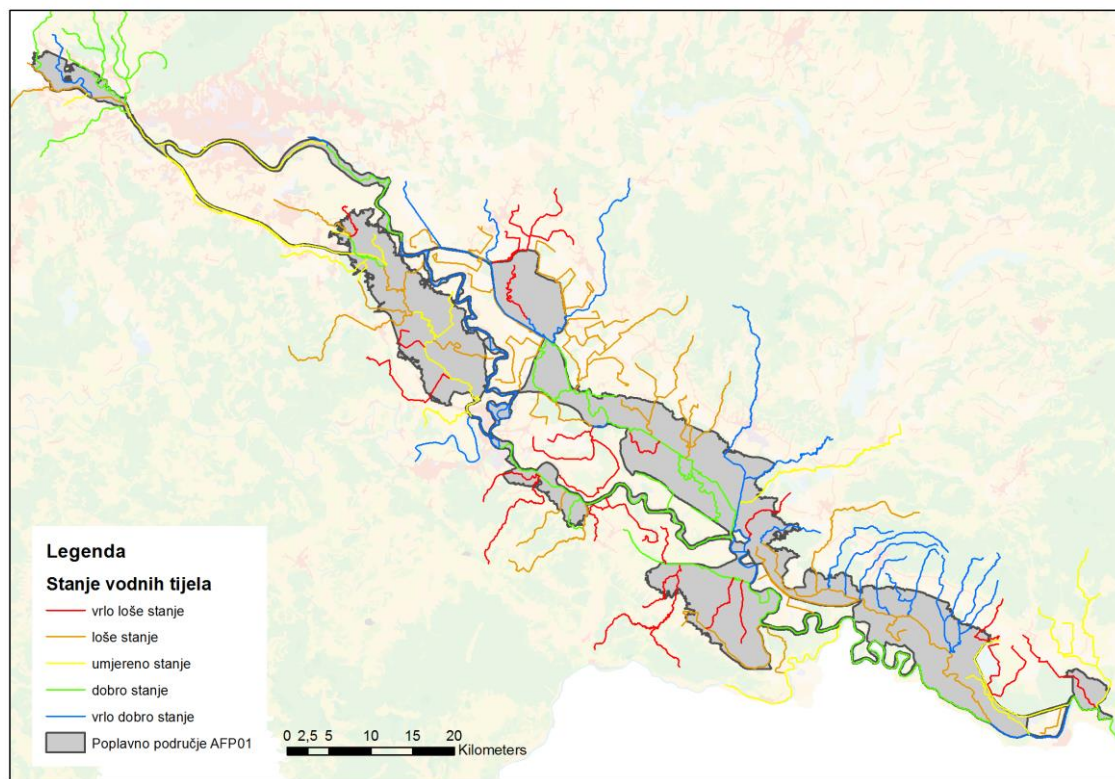 Legenda
Stanje vodnih tijela
vrlo loše stanje
loše stanje
umjereno stanje
dobro stanje
vrlo dobro stanje
Poplavno područje AFP01
0 2,5 5 10 15 20
Kilometers